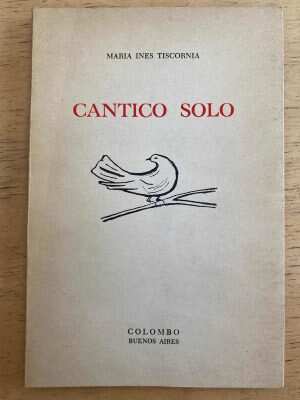 MARIA INES TISCORNIA
CANTICO SOLO
COLOMBO
BUENOS AIRES